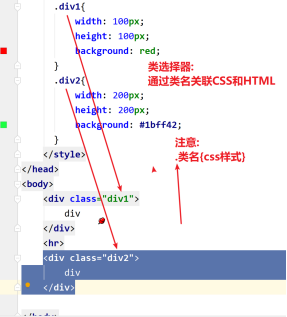 .div1{
width: 100px;
height: 100px;
background: red;
}
类选择器:
通过类名关联CSS和HTML
.div2{
width: 200px;
height: 200px;
background: #1bff42;
}
</style>
注意:
.类名{css样式}
</head>
<body>
<div class="div1">
div
</div>
<hr>
<div class="div2">
div
</div>
</body>